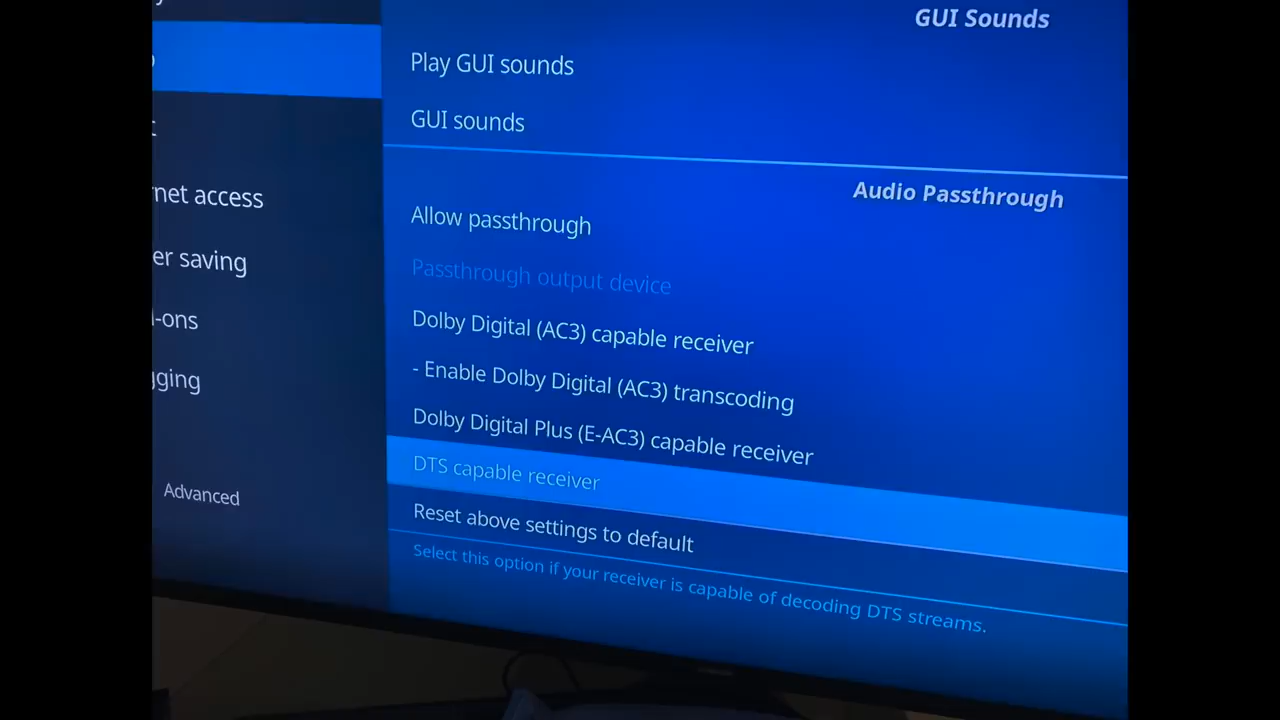 GUI Sounds
Play GUI sounds
GUI sounds
Audio Passthrough
net access
Allow passthrough
er saving
Passthrough output device
-ons
Dolby Digital (AC3) capable receiver
gging
- Enable Dolby Digital (AC3) transcoding
Dolby Digital Plus (E-AC3) capable receiver
DTS capable receiver
Advanced
Reset above settings to default
Select this option if your receiver is capable of decoding DTS streams.